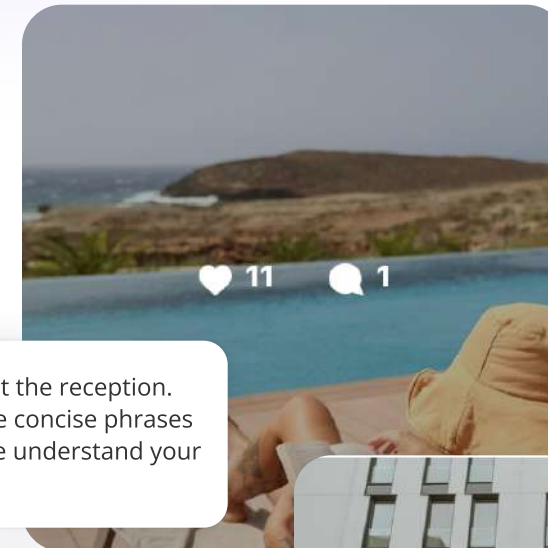 11 1
t the reception.
e concise phrases
e understand your